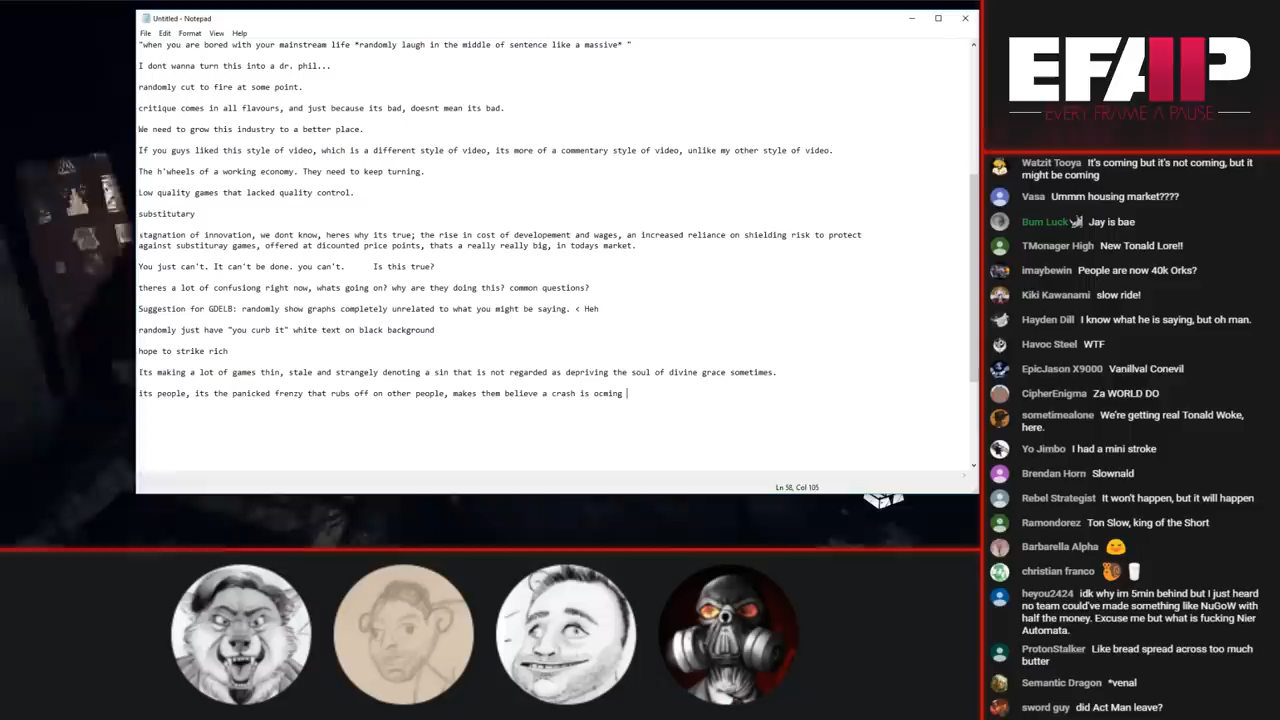 Untitled - Notepad
File Edit Format View Help
"when you are bored with your mainstream life *randomly laugh in the middle of sentence like a massive* "
I dont wanna turn this into a dr. phil...
randomly cut to fire at some point.
critique comes in all flavours, and just because its bad, doesnt mean its bad.
We need to grow this industry to a better place.
If you guys liked this style of video, which is a different style of video, its more of a commentary style of video, unlike my other style of video.
The h'wheels of a working economy. They need to keep turning.
Low quality games that lacked quality control.
substitutary
stagnation of innovation, we dont know, heres why its true; the rise in cost of developement and wages, an increased reliance on shielding risk to protect
against substituray games, offered at dicounted price points, thats a really really big, in todays market.
You just can't. It can't be done. you can't. Is this true?
theres a lot of confusiong right now, whats going on? why are they doing this? common questions?
Suggestion for GDELB: randomly show graphs completely unrelated to what you might be saying. < Heh
randomly just have "you curb it" white text on black background
hope to strike rich
Its making a lot of games thin, stale and strangely denoting a sin that is not regarded as depriving the soul of divine grace sometimes.
its people, its the panicked frenzy that rubs off on other people, makes them believe a crash is ocming
Ln 58, Col 105
EFAP
EVERY FRAME A PAUSE
Watzit Tooya It's coming but it's not coming, but it
might be coming
Vasa Ummm housing market????
Bum Luck Jay is bae
TMonager High New Tonald Lore!!
imaybewin People are now 40k Orks?
Kiki Kawanami slow ride!
Hayden Dill I know what he is saying, but oh man.
Havoc Steel WTF
EpicJason X9000 Vanillval Conevil
CipherEnigma Za WORLD DO
sometimealone We're getting real Tonald Woke,
here.
Yo Jimbo I had a mini stroke
Brendan Horn Slownald
Rebel Strategist It won't happen, but it will happen
Ramondorez Ton Slow, king of the Short
Barbarella Alpha
christian franco
heyou2424 idk why im 5min behind but I just heard
no team could've made something like NuGoW with
half the money. Excuse me but what is fucking Nier
Automata.
ProtonStalker Like bread spread across too much
butter
Semantic Dragon *venal
sword guy did Act Man leave?